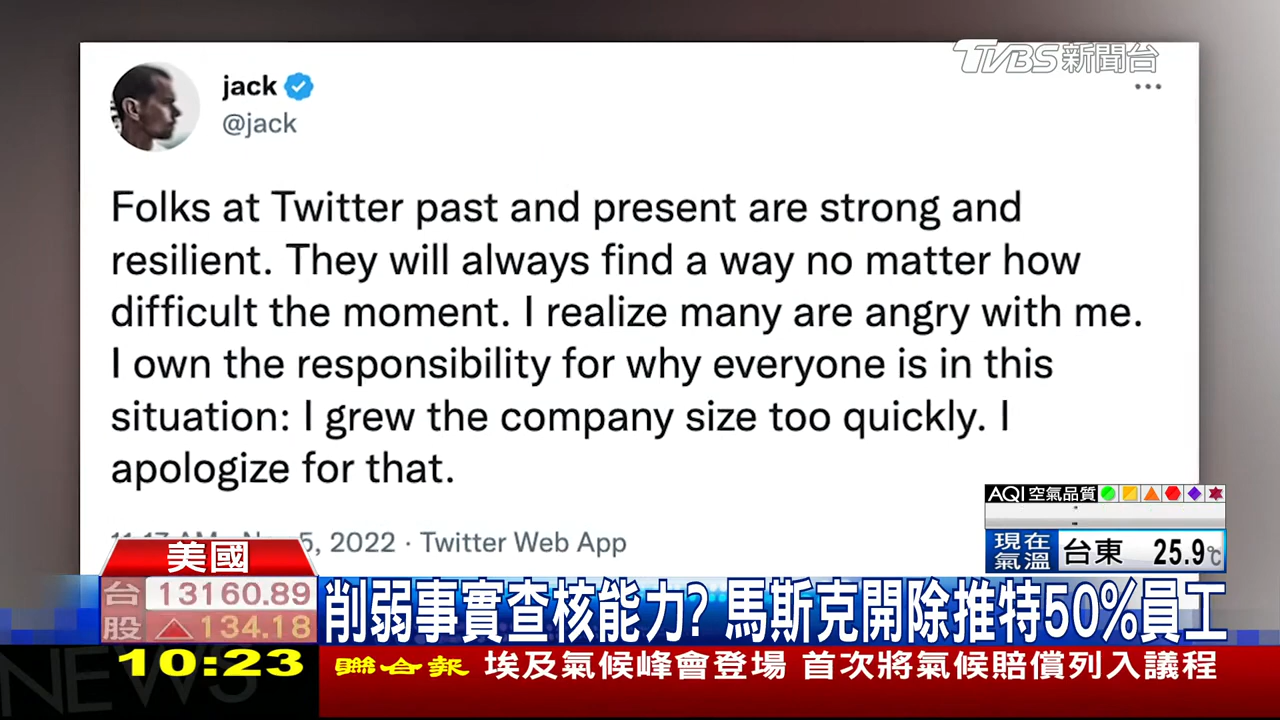 TVBS新聞台
jack
@jack
Folks at Twitter past and present are strong and
resilient. They will always find a way no matter how
difficult the moment. I realize many are angry with me.
I own the responsibility for why everyone is in this
situation: I grew the company size too quickly. I
apologize for that.
5, 2022 · Twitter Web App
AQI 空氣品質
現在氣溫
台東 25.9℃
美國
台股
13160.89
134.18
削弱事實查核能力? 馬斯克開除推特50%員工
NEWS
10:23
聯合報 埃及氣候峰會登場 首次將氣候賠償列入議程